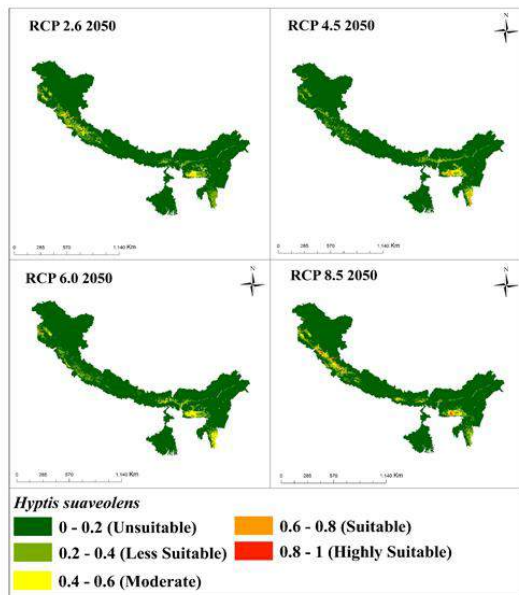 RCP 2.6 2050
N
0 285 570 1,140 Km
RCP 4.5 2050
N
0 285 570 1,140 Km
RCP 6.0 2050
N
0 285 570 1,140 Km
RCP 8.5 2050
N
0 285 570 1,140 Km
Hyptis suaveolens
0 - 0.2 (Unsuitable)
0.2 - 0.4 (Less Suitable)
0.4 - 0.6 (Moderate)
0.6 - 0.8 (Suitable)
0.8 - 1 (Highly Suitable)